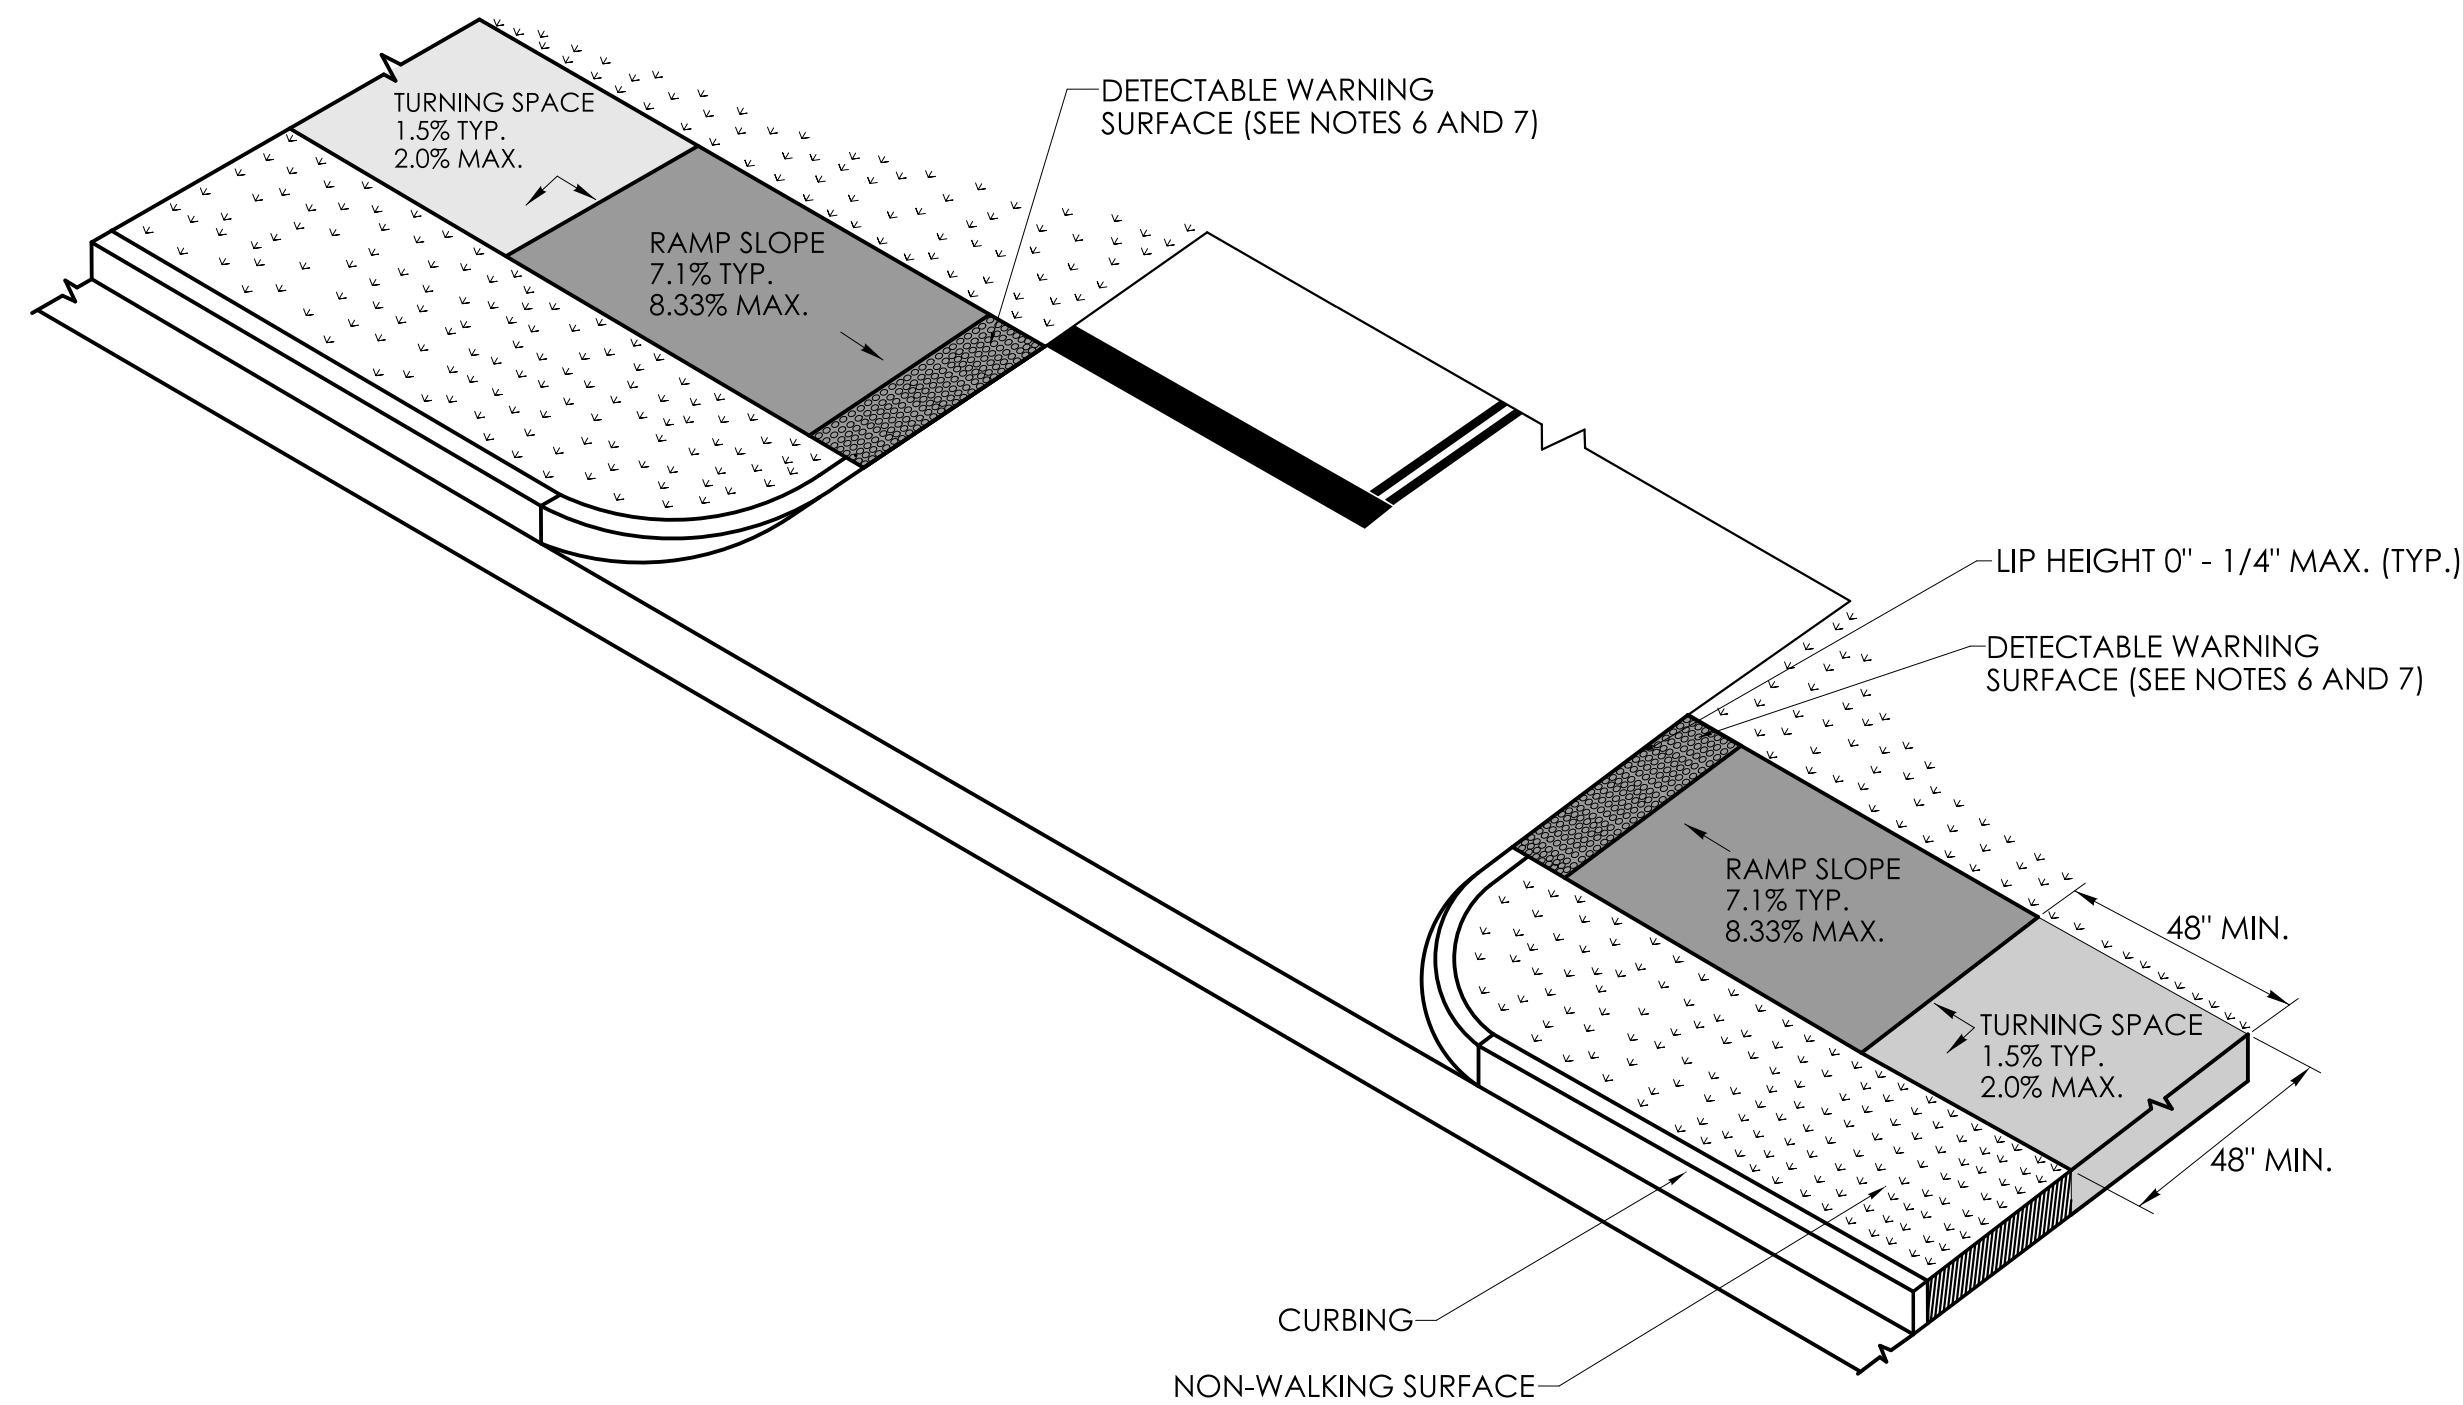 TURNING SPACE
1.5% TYP.
2.0% MAX.
DETECTABLE WARNING
SURFACE (SEE NOTES 6 AND 7)
RAMP SLOPE
7.1% TYP.
8.33% MAX.
LIP HEIGHT 0" - 1/4" MAX. (TYP.)
DETECTABLE WARNING
SURFACE (SEE NOTES 6 AND 7)
RAMP SLOPE
7.1% TYP.
8.33% MAX.
48" MIN.
TURNING SPACE
1.5% TYP.
2.0% MAX.
48" MIN.
CURBING
NON-WALKING SURFACE